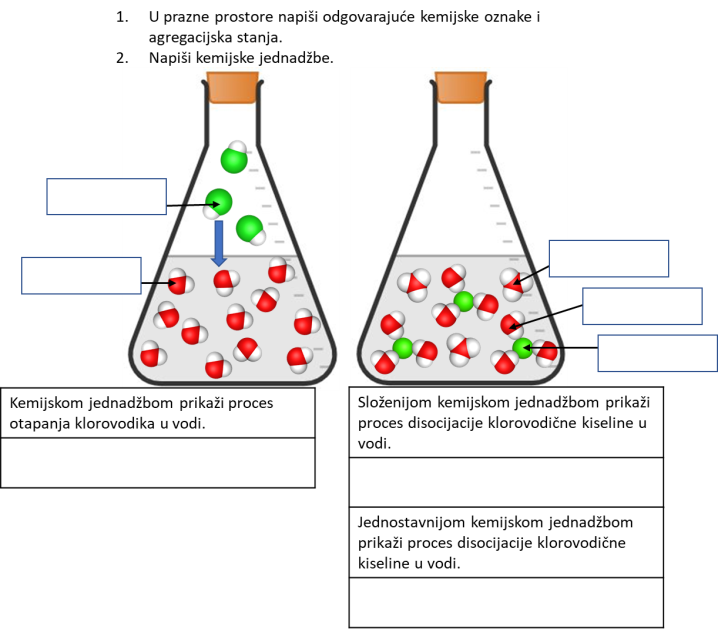 1. U prazne prostore napiši odgovarajuće kemijske oznake i
agregacijska stanja.
2. Napiši kemijske jednadžbe.
Kemijskom jednadžbom prikaži proces
otapanja klorovodika u vodi.
Složenijom kemijskom jednadžbom prikaži
proces disocijacije klorovodične kiseline u
vodi.
Jednostavnijom kemijskom jednadžbom
prikaži proces disocijacije klorovodične
kiseline u vodi.